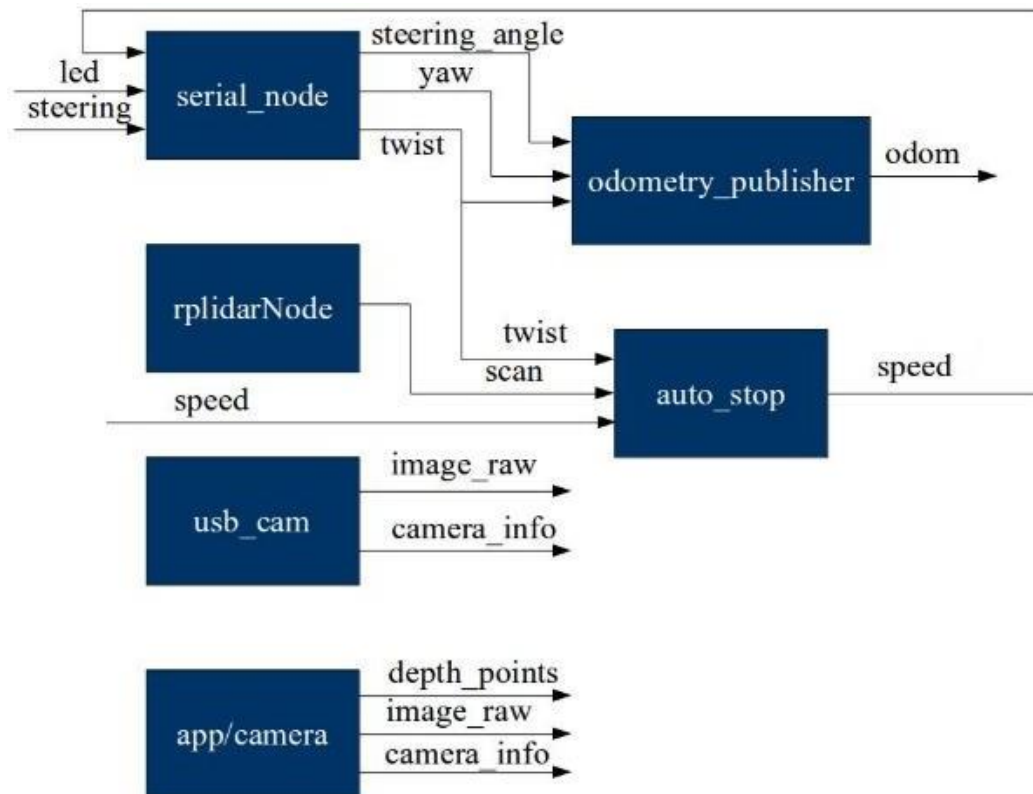 steering_angle
led
serial_node
yaw
steering
twist
odometry_publisher
odom
rplidarNode
twist
scan
speed
auto_stop
speed
image_raw
usb_cam
camera_info
depth_points
app/camera
image_raw
camera_info